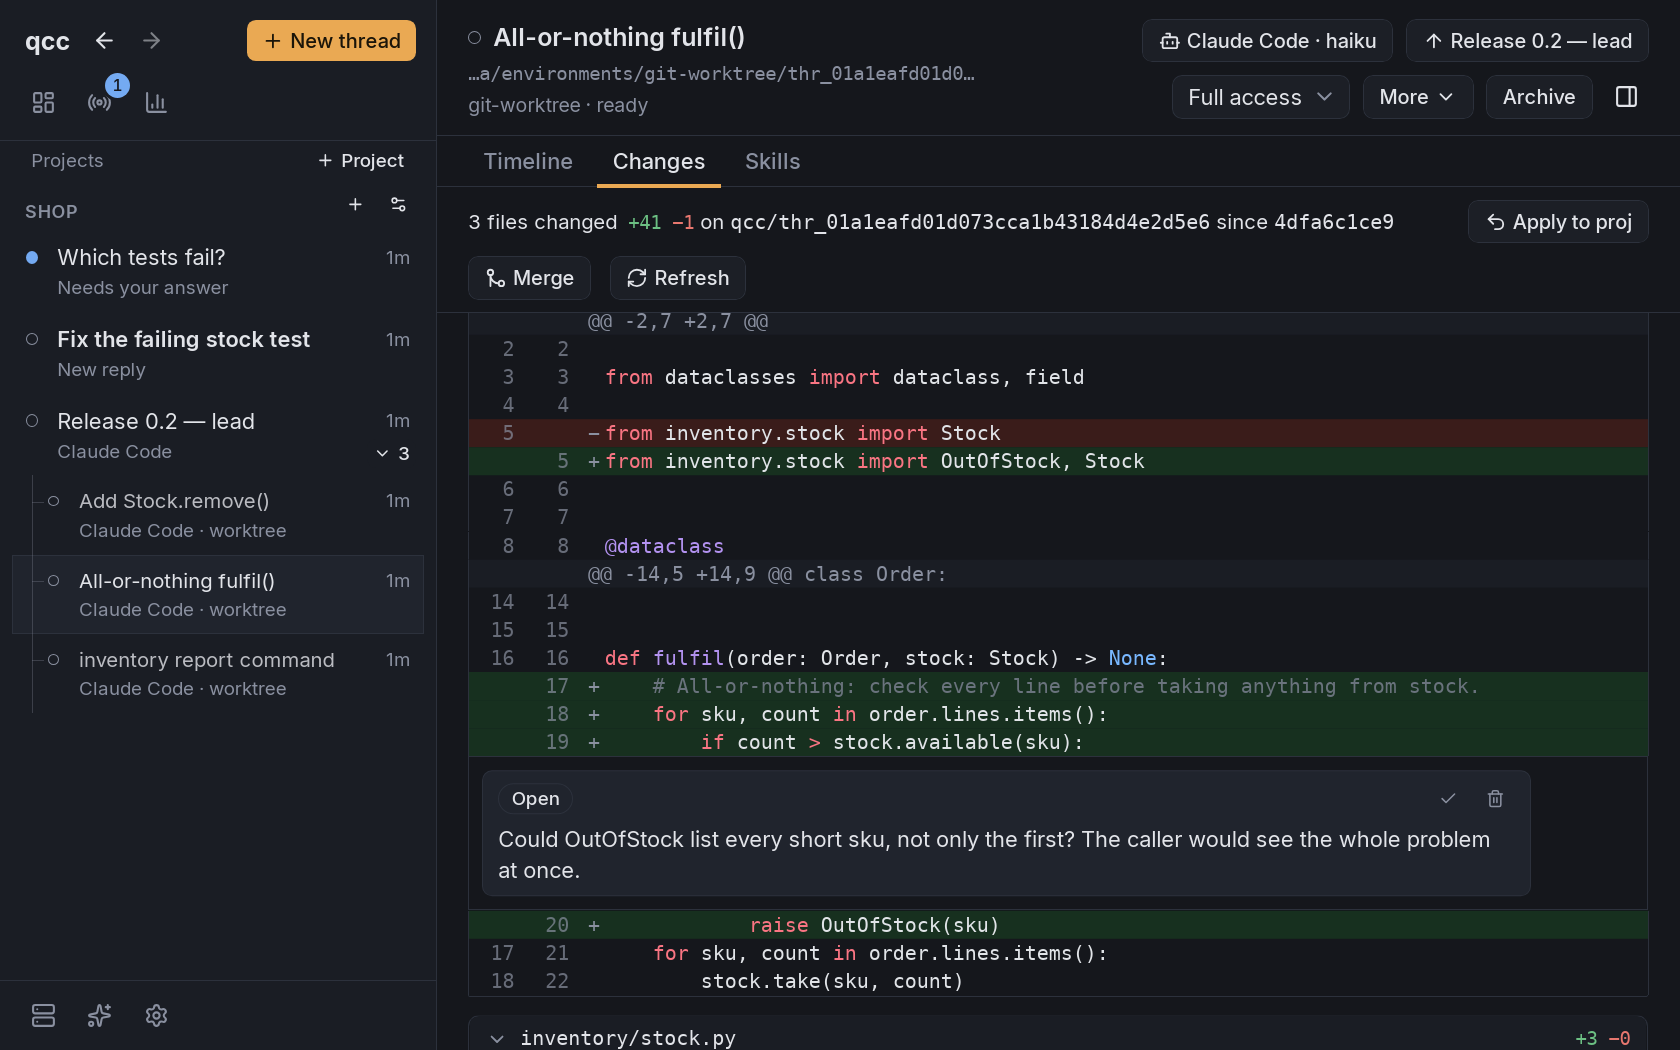 qcc
New thread
1
Projects
Project
SHOP
Which tests fail? 1m
Needs your answer
Fix the failing stock test 1m
New reply
Release 0.2 — lead 1m
Claude Code 3
Add Stock.remove() 1m
Claude Code · worktree
All-or-nothing fulfil() 1m
Claude Code · worktree
inventory report command 1m
Claude Code · worktree
All-or-nothing fulfil()
…a/environments/git-worktree/thr_01a1eafd01d0…
git-worktree · ready
Claude Code · haiku
Release 0.2 — lead
Full access
More
Archive
Timeline Changes Skills
3 files changed +41 −1 on qcc/thr_01a1eafd01d073cca1b43184d4e2d5e6 since 4dfa6c1ce9
Apply to proj
Merge
Refresh
@@ -2,7 +2,7 @@
2 2
3 3 from dataclasses import dataclass, field
4 4
5 −from inventory.stock import Stock
5 +from inventory.stock import OutOfStock, Stock
6 6
7 7
8 8 @dataclass
@@ -14,5 +14,9 @@ class Order:
14 14
15 15
16 16 def fulfil(order: Order, stock: Stock) -> None:
17 + # All-or-nothing: check every line before taking anything from stock.
18 + for sku, count in order.lines.items():
19 + if count > stock.available(sku):
Open
Could OutOfStock list every short sku, not only the first? The caller would see the whole problem
at once.
20 + raise OutOfStock(sku)
17 21 for sku, count in order.lines.items():
18 22 stock.take(sku, count)
inventory/stock.py +3 −0